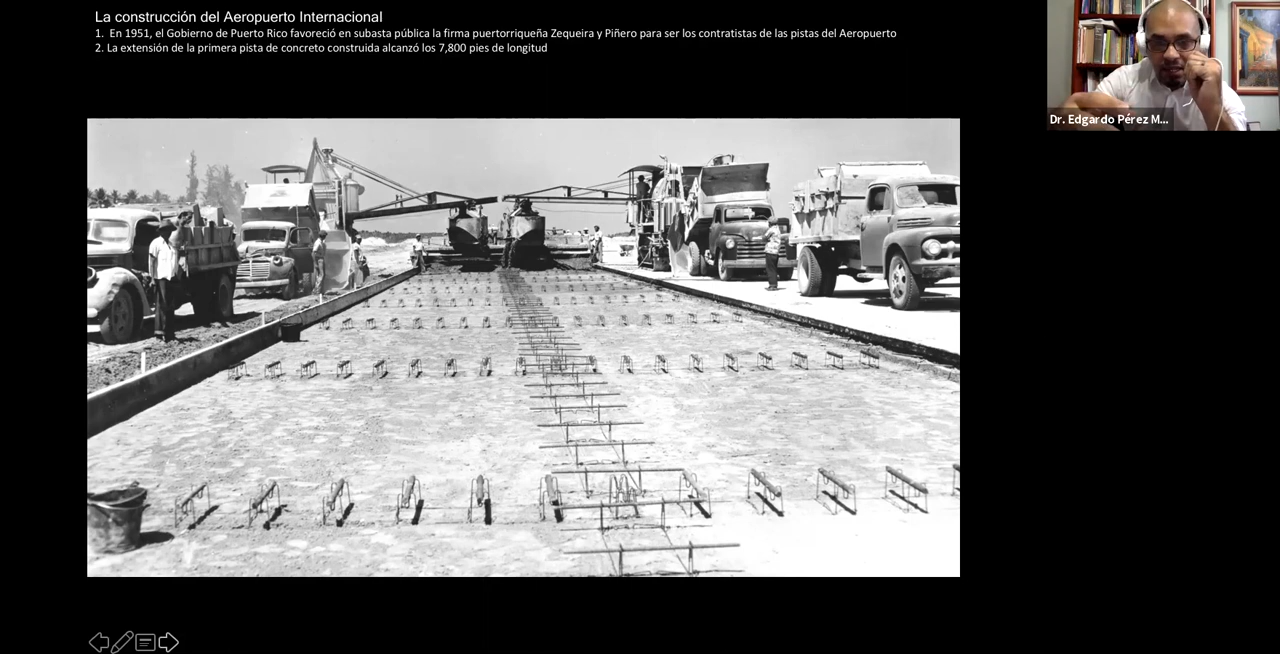 La construcción del Aeropuerto Internacional
1. En 1951, el Gobierno de Puerto Rico favoreció en subasta pública la firma puertorriqueña Zequeira y Piñero para ser los contratistas de las pistas del Aeropuerto
2. La extensión de la primera pista de concreto construida alcanzó los 7,800 pies de longitud
Dr. Edgardo Pérez M...